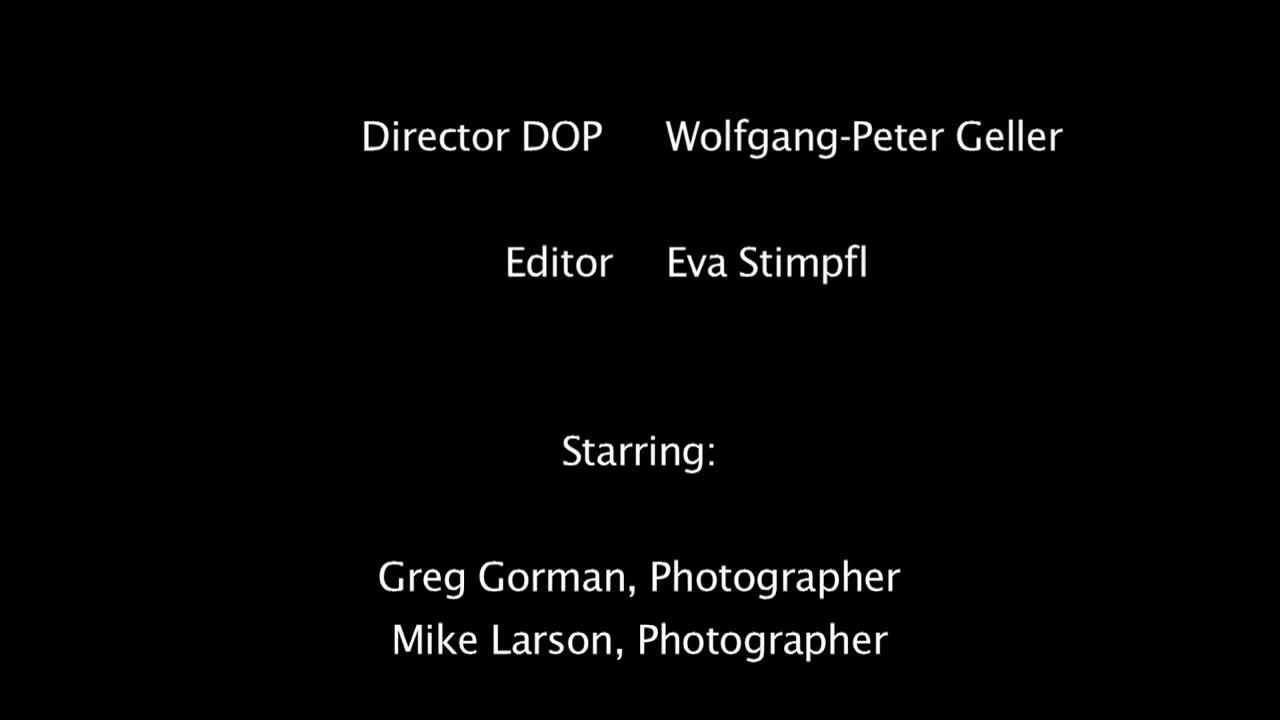 Director DOP Wolfgang-Peter Geller
Editor Eva Stimpfl
Starring:
Greg Gorman, Photographer
Mike Larson, Photographer